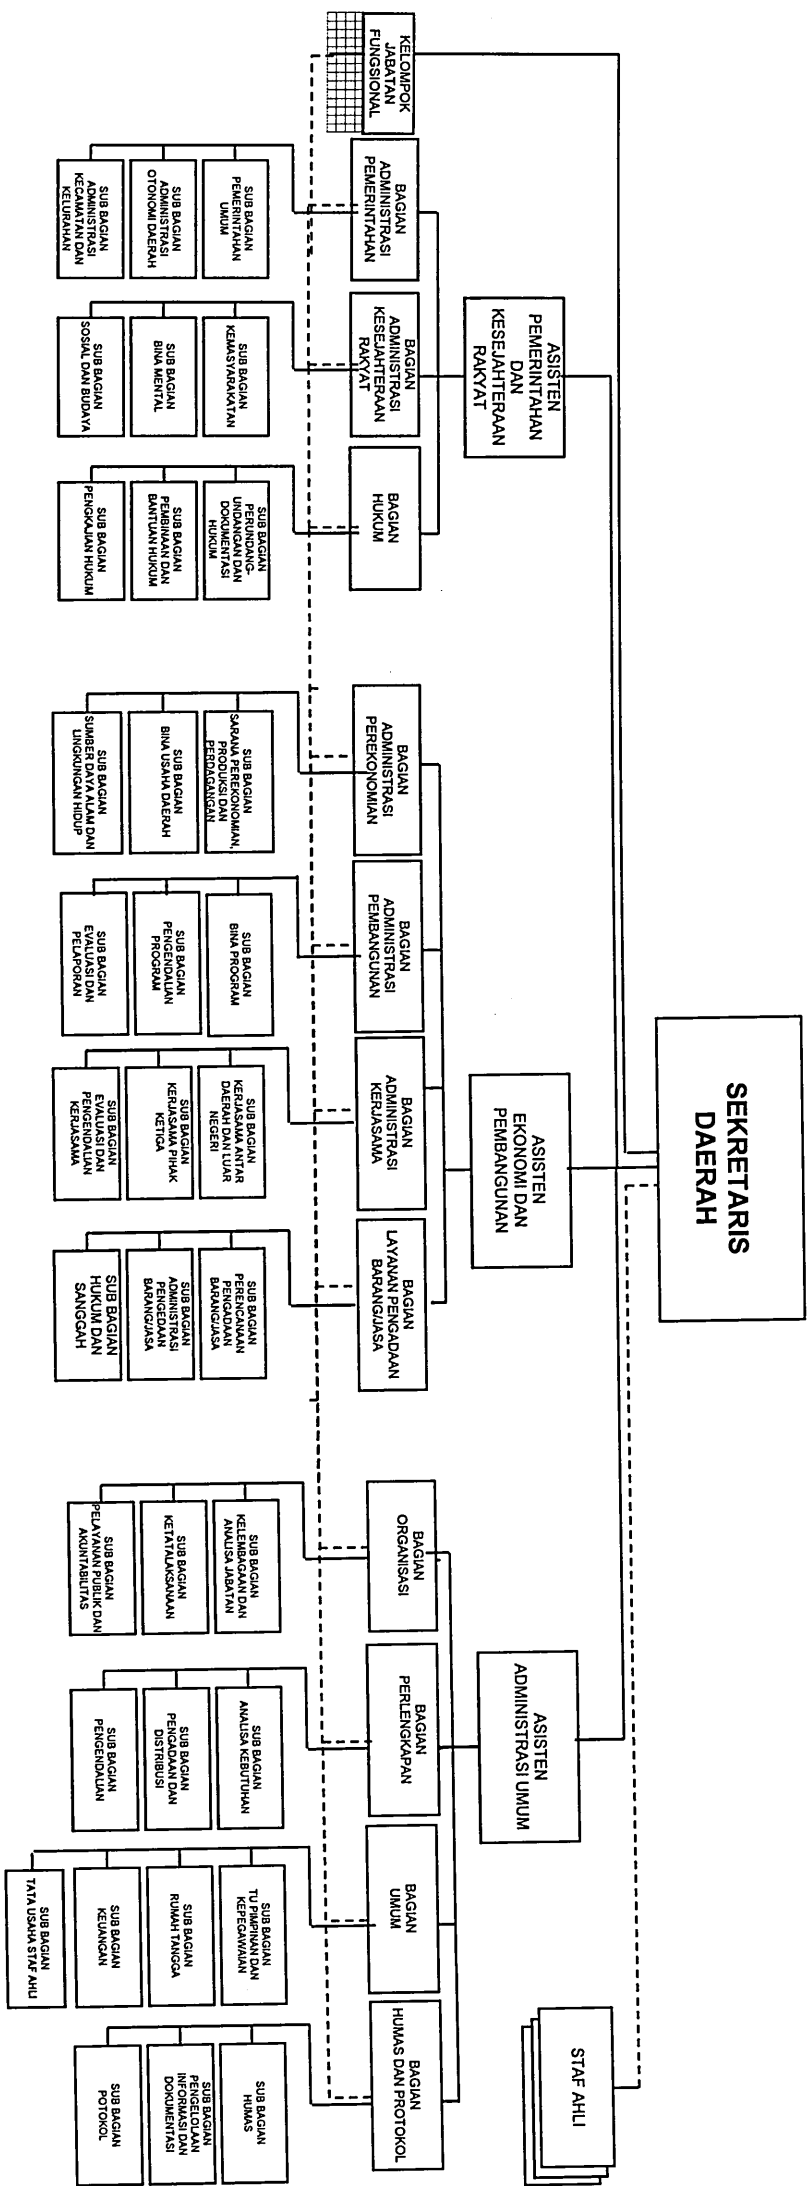 SEKRETARIS
DAERAH
STAF AHLI
KELOMPOK
JABATAN
FUNGSIONAL
ASISTEN
PEMERINTAHAN
DAN
KESEJAHTERAAN
RAKYAT
ASISTEN
EKONOMI DAN
PEMBANGUNAN
ASISTEN
ADMINISTRASI UMUM
BAGIAN
ADMINISTRASI
PEMERINTAHAN
BAGIAN
ADMINISTRASI
KESEJAHTERAAN
RAKYAT
BAGIAN
HUKUM
BAGIAN
ADMINISTRASI
PEREKONOMIAN
BAGIAN
ADMINISTRASI
PEMBANGUNAN
BAGIAN
ADMINISTRASI
KERJASAMA
BAGIAN
LAYANAN PENGADAAN
BARANG/JASA
BAGIAN
ORGANISASI
BAGIAN
PERLENGKAPAN
BAGIAN
UMUM
BAGIAN
HUMAS DAN PROTOKOL
SUB BAGIAN
PEMERINTAHAN
UMUM
SUB BAGIAN
ADMINISTRASI
OTONOMI DAERAH
SUB BAGIAN
ADMINISTRASI
KECAMATAN DAN
KELURAHAN
SUB BAGIAN
KEMASYARAKATAN
SUB BAGIAN
BINA MENTAL
SUB BAGIAN
SOSIAL DAN BUDAYA
SUB BAGIAN
PERUNDANG-
UNDANGAN DAN
DOKUMENTASI
HUKUM
SUB BAGIAN
PEMBINAAN DAN
BANTUAN HUKUM
SUB BAGIAN
PENGKAJIAN HUKUM
SUB BAGIAN
SARANA PEREKONOMIAN,
PRODUKSI DAN
PERDAGANGAN
SUB BAGIAN
BINA USAHA DAERAH
SUB BAGIAN
SUMBER DAYA ALAM DAN
LINGKUNGAN HIDUP
SUB BAGIAN
BINA PROGRAM
SUB BAGIAN
PENGENDALIAN
PROGRAM
SUB BAGIAN
EVALUASI DAN
PELAPORAN
SUB BAGIAN
KERJASAMA ANTAR
DAERAH DAN LUAR
NEGERI
SUB BAGIAN
KERJASAMA PIHAK
KETIGA
SUB BAGIAN
EVALUASI DAN
PENGENDALIAN
KERJASAMA
SUB BAGIAN
PERENCANAAN
PENGADAAN
BARANG/JASA
SUB BAGIAN
ADMINISTRASI
PENGEDAAN
BARANG/JASA
SUB BAGIAN
HUKUM DAN
SANGGAH
SUB BAGIAN
KELEMBAGAAN DAN
ANALISA JABATAN
SUB BAGIAN
KETATALAKSANAAN
SUB BAGIAN
PELAYANAN PUBLIK DAN
AKUNTABILITAS
SUB BAGIAN
ANALISA KEBUTUHAN
SUB BAGIAN
PENGADAAN DAN
DISTRIBUSI
SUB BAGIAN
PENGENDALIAN
SUB BAGIAN
TU PIMPINAN DAN
KEPEGAWAIAN
SUB BAGIAN
RUMAH TANGGA
SUB BAGIAN
KEUANGAN
SUB BAGIAN
TATA USAHA STAF AHLI
SUB BAGIAN
HUMAS
SUB BAGIAN
PENGELOLAAN
INFORMASI DAN
DOKUMENTASI
SUB BAGIAN
POTOKOL